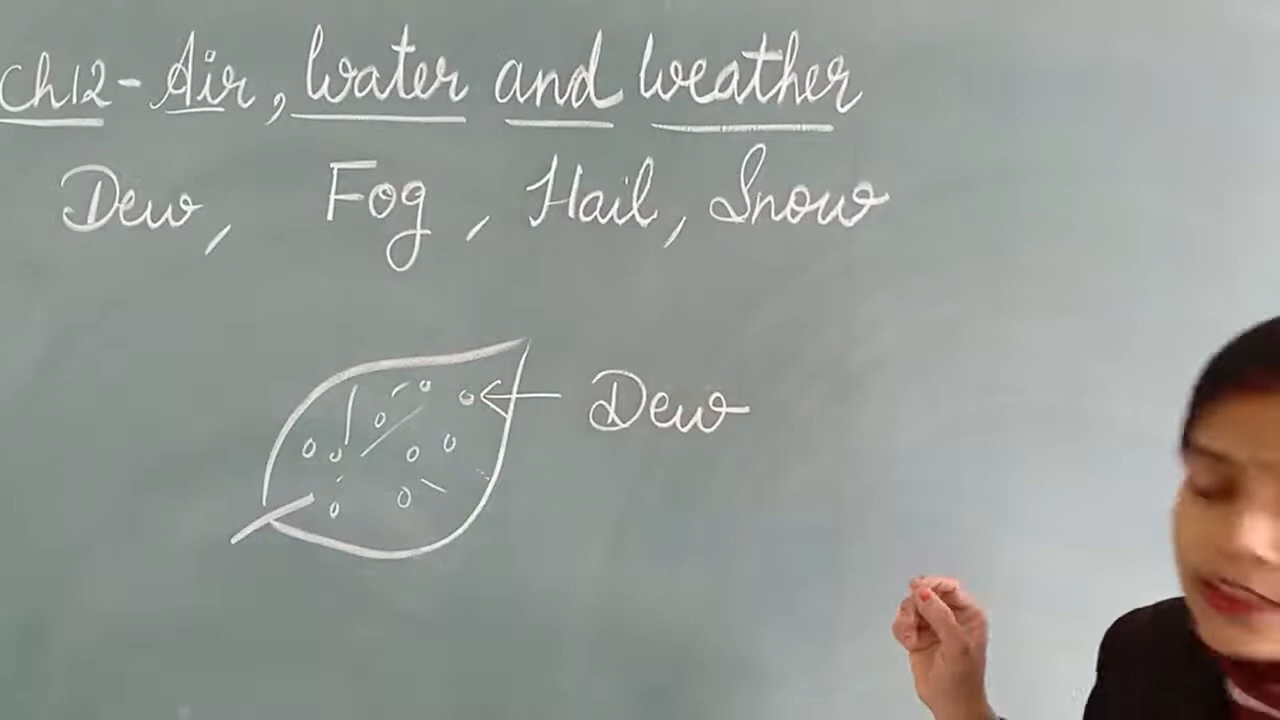 Ch12-Air, Water and Weather
Dew, Fog, Hail, Snow
Dew